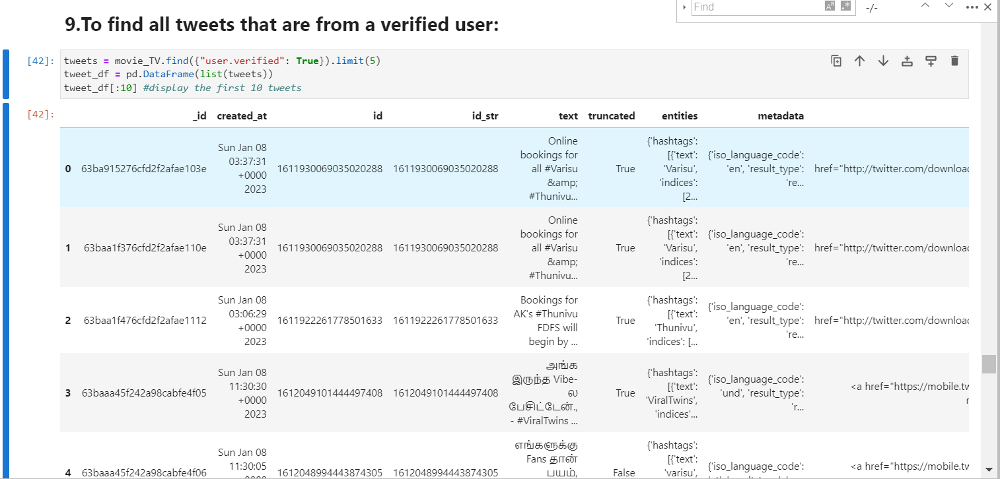 Find
-/-
9.To find all tweets that are from a verified user:
[42]:
tweets = movie_TV.find({"user.verified": True}).limit(5)
tweet_df = pd.DataFrame(list(tweets))
tweet_df[:10] #display the first 10 tweets
[42]:
_id created_at id id_str text truncated entities metadata
0 63ba915276cfd2f2afae103e
Sun Jan 08
03:37:31
+0000
2023
1611930069035020288 1611930069035020288
Online
bookings for
all #Varisu
&amp;
#Thunivu...
True
{'hashtags':
[{'text':
'Varisu',
'indices':
[2...
{'iso_language_code':
'en', 'result_type':
're...
href="http://twitter.com/download
1 63baa1f376cfd2f2afae110e
Sun Jan 08
03:37:31
+0000
2023
1611930069035020288 1611930069035020288
Online
bookings for
all #Varisu
&amp;
#Thunivu...
True
{'hashtags':
[{'text':
'Varisu',
'indices':
[2...
{'iso_language_code':
'en', 'result_type':
're...
href="http://twitter.com/download
2 63baa1f476cfd2f2afae1112
Sun Jan 08
03:06:29
+0000
2023
1611922261778501633 1611922261778501633
Bookings for
AK's #Thunivu
FDFS will
begin by ...
True
{'hashtags':
[{'text':
'Thunivu',
'indices': [...
{'iso_language_code':
'en', 'result_type':
're...
href="http://twitter.com/download
3 63baaa45f242a98cabfe4f05
Sun Jan 08
11:30:30
+0000
2023
1612049101444497408 1612049101444497408
அங்க
இருந்த Vibe-
ல
பேசிட்டேன்.,
- #ViralTwins ...
True
{'hashtags':
[{'text':
'ViralTwins',
'indices'...
{'iso_language_code':
'und', 'result_type':
'r...
<a href="https://mobile.tw
r
4 63baaa45f242a98cabfe4f06
Sun Jan 08
11:30:05
1612048994443874305 1612048994443874305
எங்களுக்கு
Fans தான்
பயம்,
False
{'hashtags':
[{'text':
'varisu',
{'iso_language_code':
<a href="https://mobile.tw